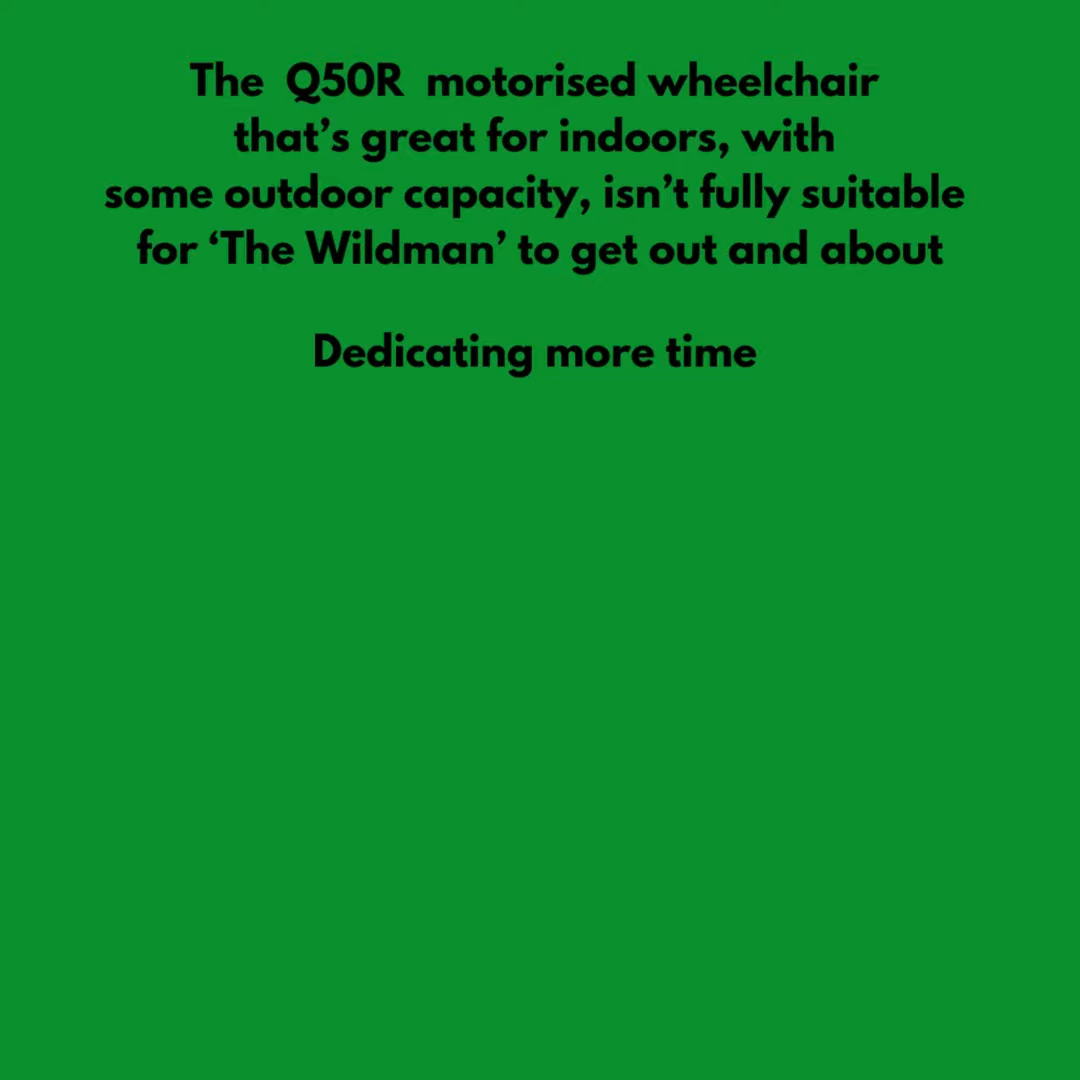 The Q50R motorised wheelchair
that’s great for indoors, with
some outdoor capacity, isn’t fully suitable
for ‘The Wildman’ to get out and about
Dedicating more time